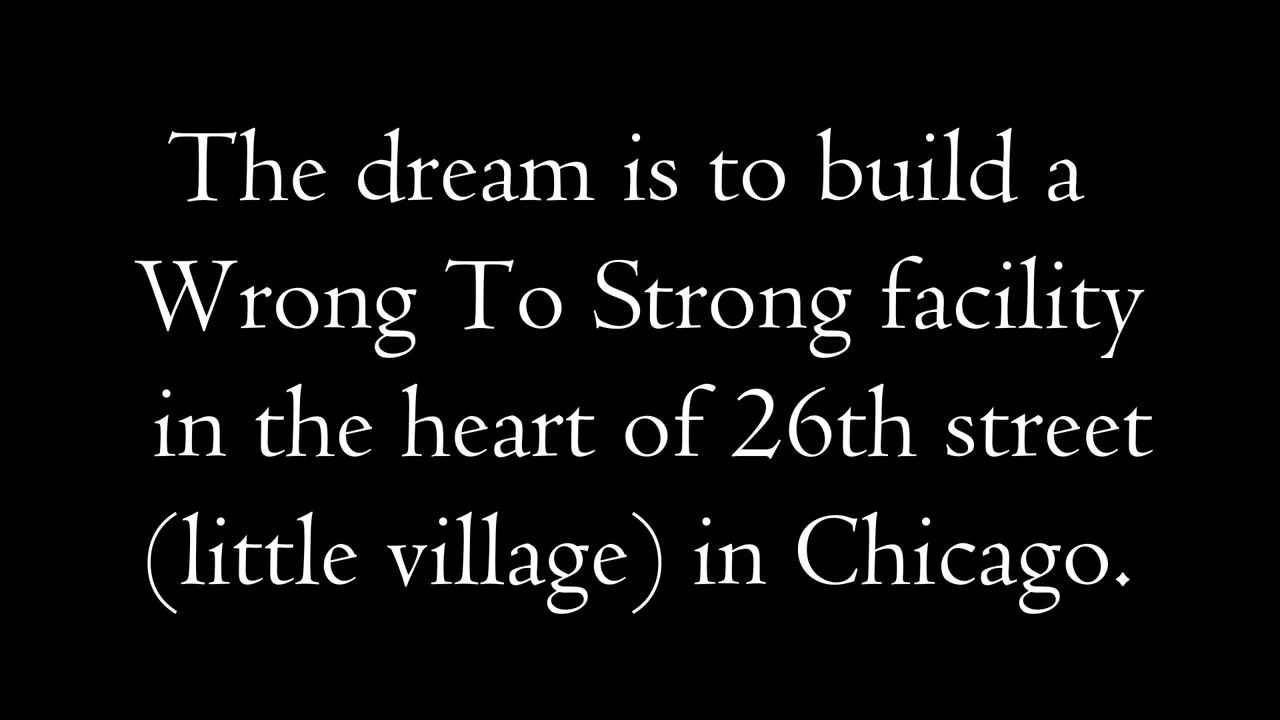 The dream is to build a
Wrong To Strong facility
in the heart of 26th street
(little village) in Chicago.